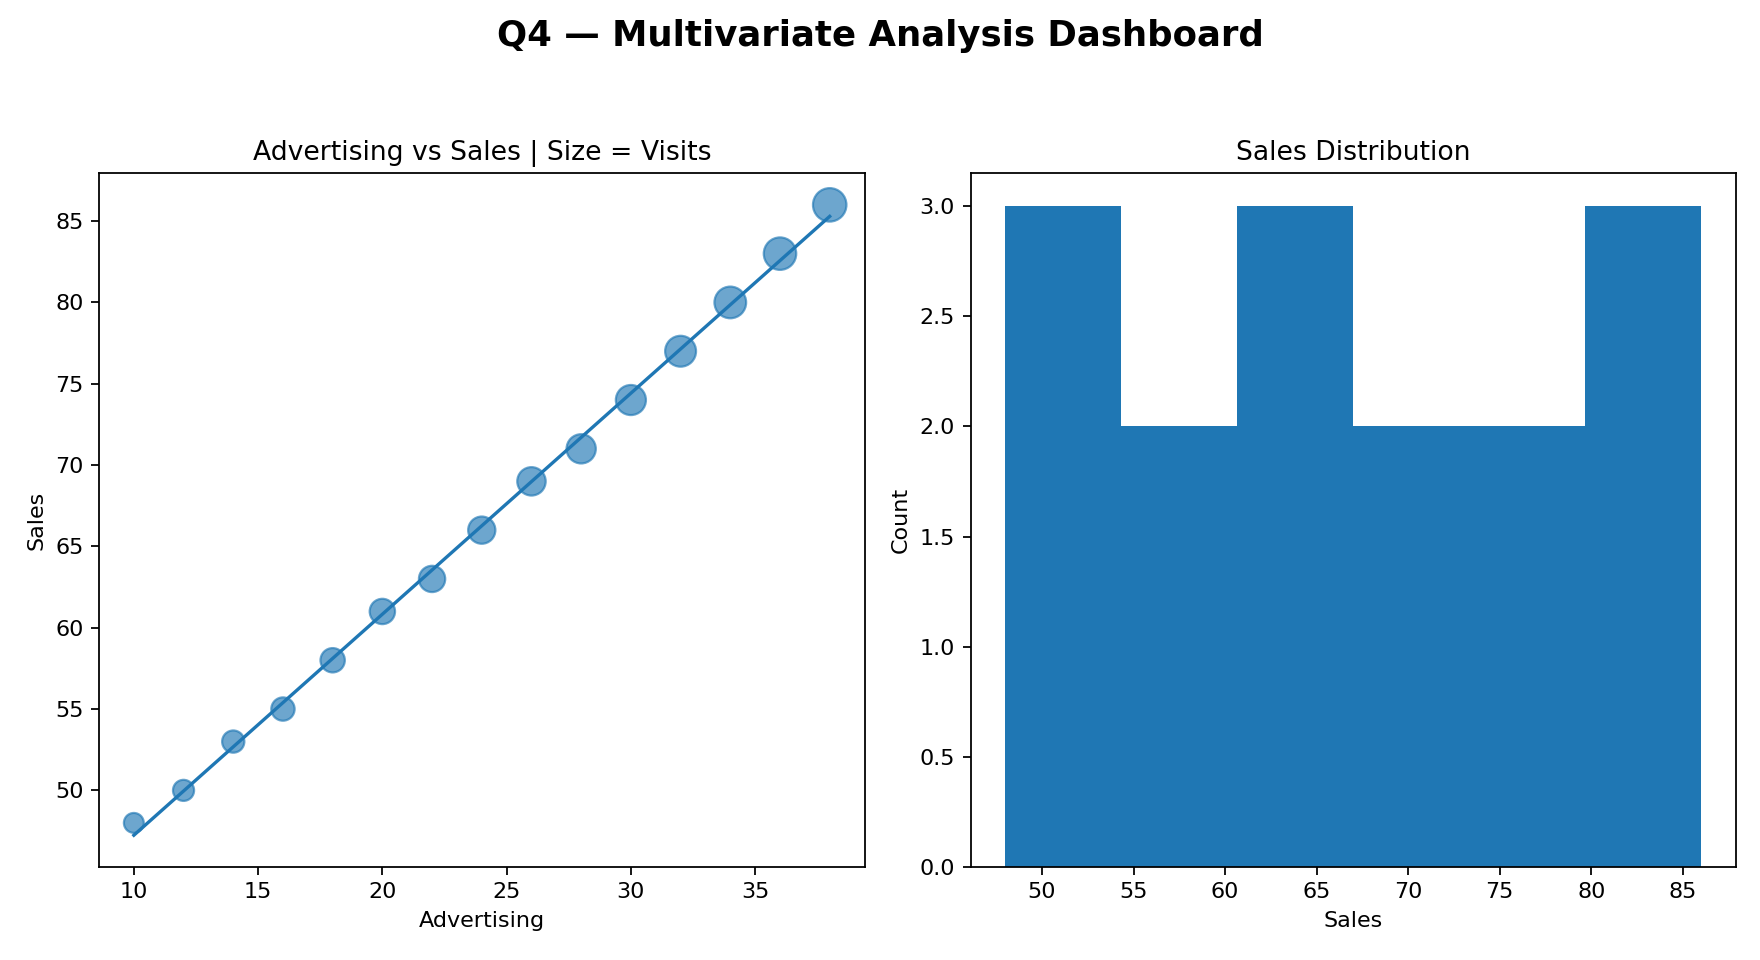 Q4 — Multivariate Analysis Dashboard
Advertising vs Sales | Size = Visits
85
80
75
70
65
60
55
50
Sales
10 15 20 25 30 35
Advertising
Sales Distribution
3.0
2.5
2.0
1.5
1.0
0.5
0.0
Count
50 55 60 65 70 75 80 85
Sales